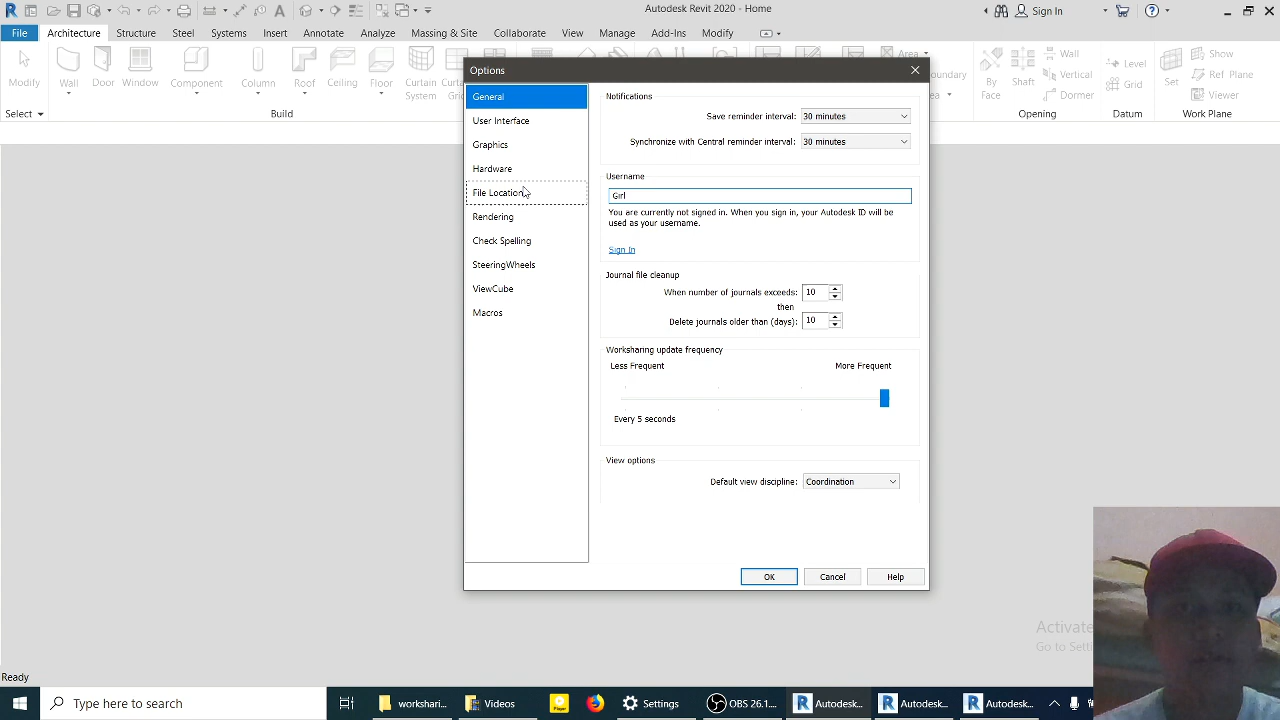 Autodesk Revit 2020 - Home
Sign In
File Architecture Structure Steel Systems Insert Annotate Analyze Massing & Site Collaborate View Manage Add-Ins Modify
Modify Wall Door Window Component Column Roof Ceiling Floor Curtain System
By Face Shaft Wall Vertical Dormer Level Grid Set Show Ref Plane Viewer
Select Build Opening Datum Work Plane
Options
General
User Interface
Graphics
Hardware
File Locations
Rendering
Check Spelling
SteeringWheels
ViewCube
Macros
Notifications
Save reminder interval: 30 minutes
Synchronize with Central reminder interval: 30 minutes
Username
Girl
You are currently not signed in. When you sign in, your Autodesk ID will be
used as your username.
Sign In
Journal file cleanup
When number of journals exceeds: 10
then
Delete journals older than (days): 10
Worksharing update frequency
Less Frequent More Frequent
Every 5 seconds
View options
Default view discipline: Coordination
OK Cancel Help
Ready
Type here to search
workshari...
Videos
Settings
OBS 26.1....
Autodesk...
Autodesk...
Autodesk...